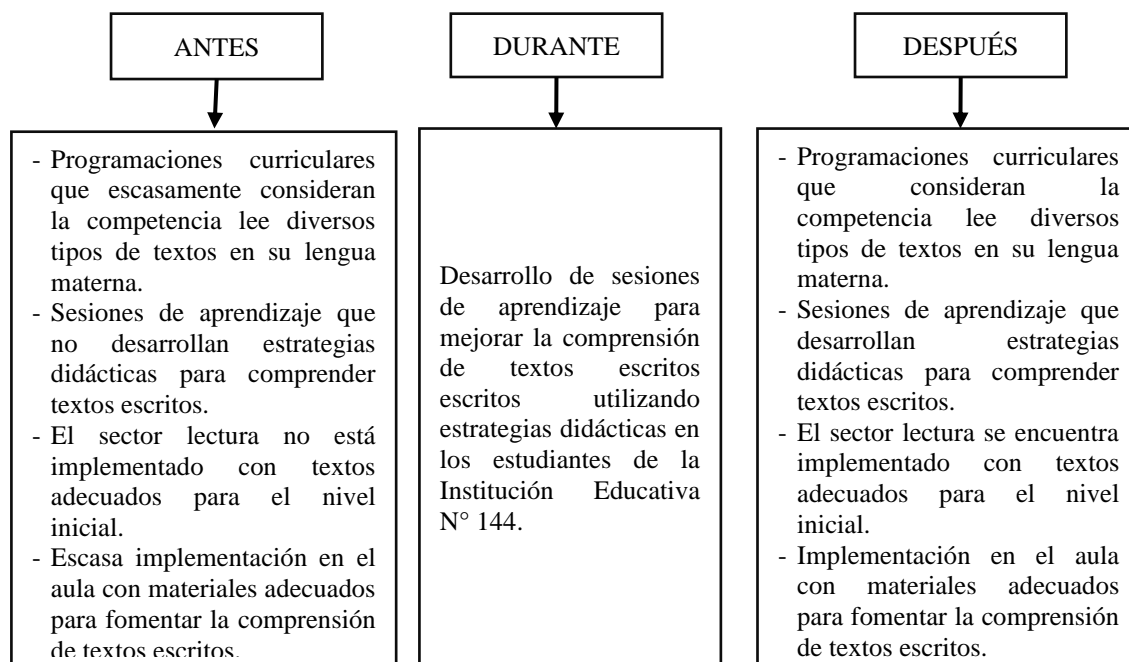 ANTES
- Programaciones curriculares
que escasamente consideran
la competencia lee diversos
tipos de textos en su lengua
materna.
- Sesiones de aprendizaje que
no desarrollan estrategias
didácticas para comprender
textos escritos.
- El sector lectura no está
implementado con textos
adecuados para el nivel
inicial.
- Escasa implementación en el
aula con materiales adecuados
para fomentar la comprensión
de textos escritos.
DURANTE
Desarrollo de sesiones
de aprendizaje para
mejorar la comprensión
de textos escritos
escritos utilizando
estrategias didácticas en
los estudiantes de la
Institución Educativa
N° 144.
DESPUÉS
- Programaciones curriculares
que consideran la
competencia lee diversos
tipos de textos en su lengua
materna.
- Sesiones de aprendizaje que
desarrollan estrategias
didácticas para comprender
textos escritos.
- El sector lectura se encuentra
implementado con textos
adecuados para el nivel
inicial.
- Implementación en el aula
con materiales adecuados
para fomentar la comprensión
de textos escritos.